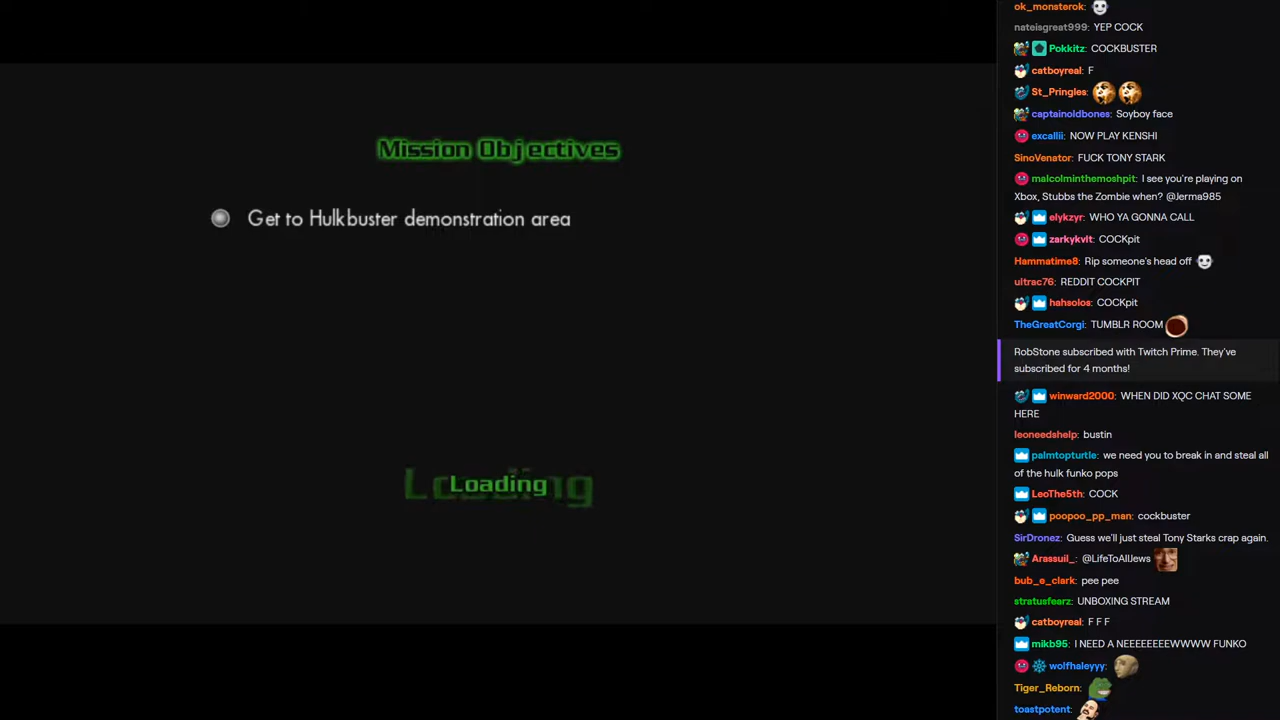 Mission Objectives
Get to Hulkbuster demonstration area
Loading
Loading
ok_monsterok:
nateisgreat999: YEP COCK
Pokkitz: COCKBUSTER
catboyreal: F
St_Pringles:
captainoldbones: Soyboy face
excallii: NOW PLAY KENSHI
SinoVenator: FUCK TONY STARK
malcolminthemoshpit: I see you're playing on
Xbox, Stubbs the Zombie when? @Jerma985
elykzyr: WHO YA GONNA CALL
zarkykvlt: COCKpit
Hammatime8: Rip someone's head off
ultrac76: REDDIT COCKPIT
hahsolos: COCKpit
TheGreatCorgi: TUMBLR ROOM
RobStone subscribed with Twitch Prime. They've
subscribed for 4 months!
winward2000: WHEN DID XQC CHAT SOME
HERE
leoneedshelp: bustin
palmtopturtle: we need you to break in and steal all
of the hulk funko pops
LeoThe5th: COCK
poopoo_pp_man: cockbuster
SirDronez: Guess we'll just steal Tony Starks crap again.
Arassuil_: @LifeToAllJews
bub_e_clark: pee pee
stratusfearz: UNBOXING STREAM
catboyreal: F F F
mikb95: I NEED A NEEEEEEEWWWW FUNKO
wolfhaleyyy:
Tiger_Reborn:
toastpotent: